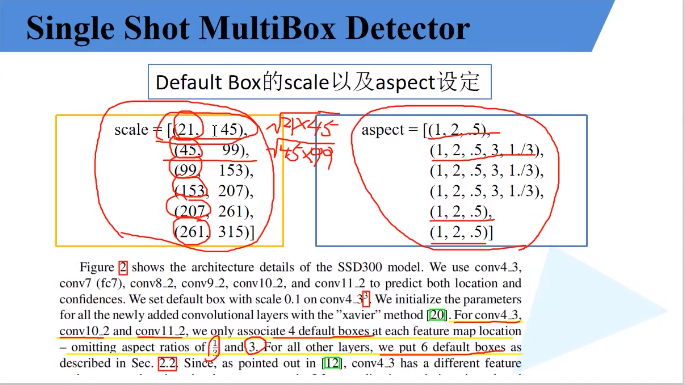 Single Shot MultiBox Detector
Default Box的scale以及aspect设定
scale = [(21, 45),
(45, 99),
(99, 153),
(153, 207),
(207, 261),
(261, 315)]
√21×45
√45×99
aspect = [(1, 2, .5),
(1, 2, .5, 3, 1./3),
(1, 2, .5, 3, 1./3),
(1, 2, .5, 3, 1./3),
(1, 2, .5),
(1, 2, .5)]
Figure 2 shows the architecture details of the SSD300 model. We use conv4_3,
conv7 (fc7), conv8_2, conv9_2, conv10_2, and conv11_2 to predict both location and
confidences. We set default box with scale 0.1 on conv4_3³. We initialize the parameters
for all the newly added convolutional layers with the "xavier" method [20]. For conv4_3,
conv10_2 and conv11_2, we only associate 4 default boxes at each feature map location
– omitting aspect ratios of 1/3 and 3. For all other layers, we put 6 default boxes as
described in Sec. 2.2. Since, as pointed out in [12], conv4_3 has a different feature